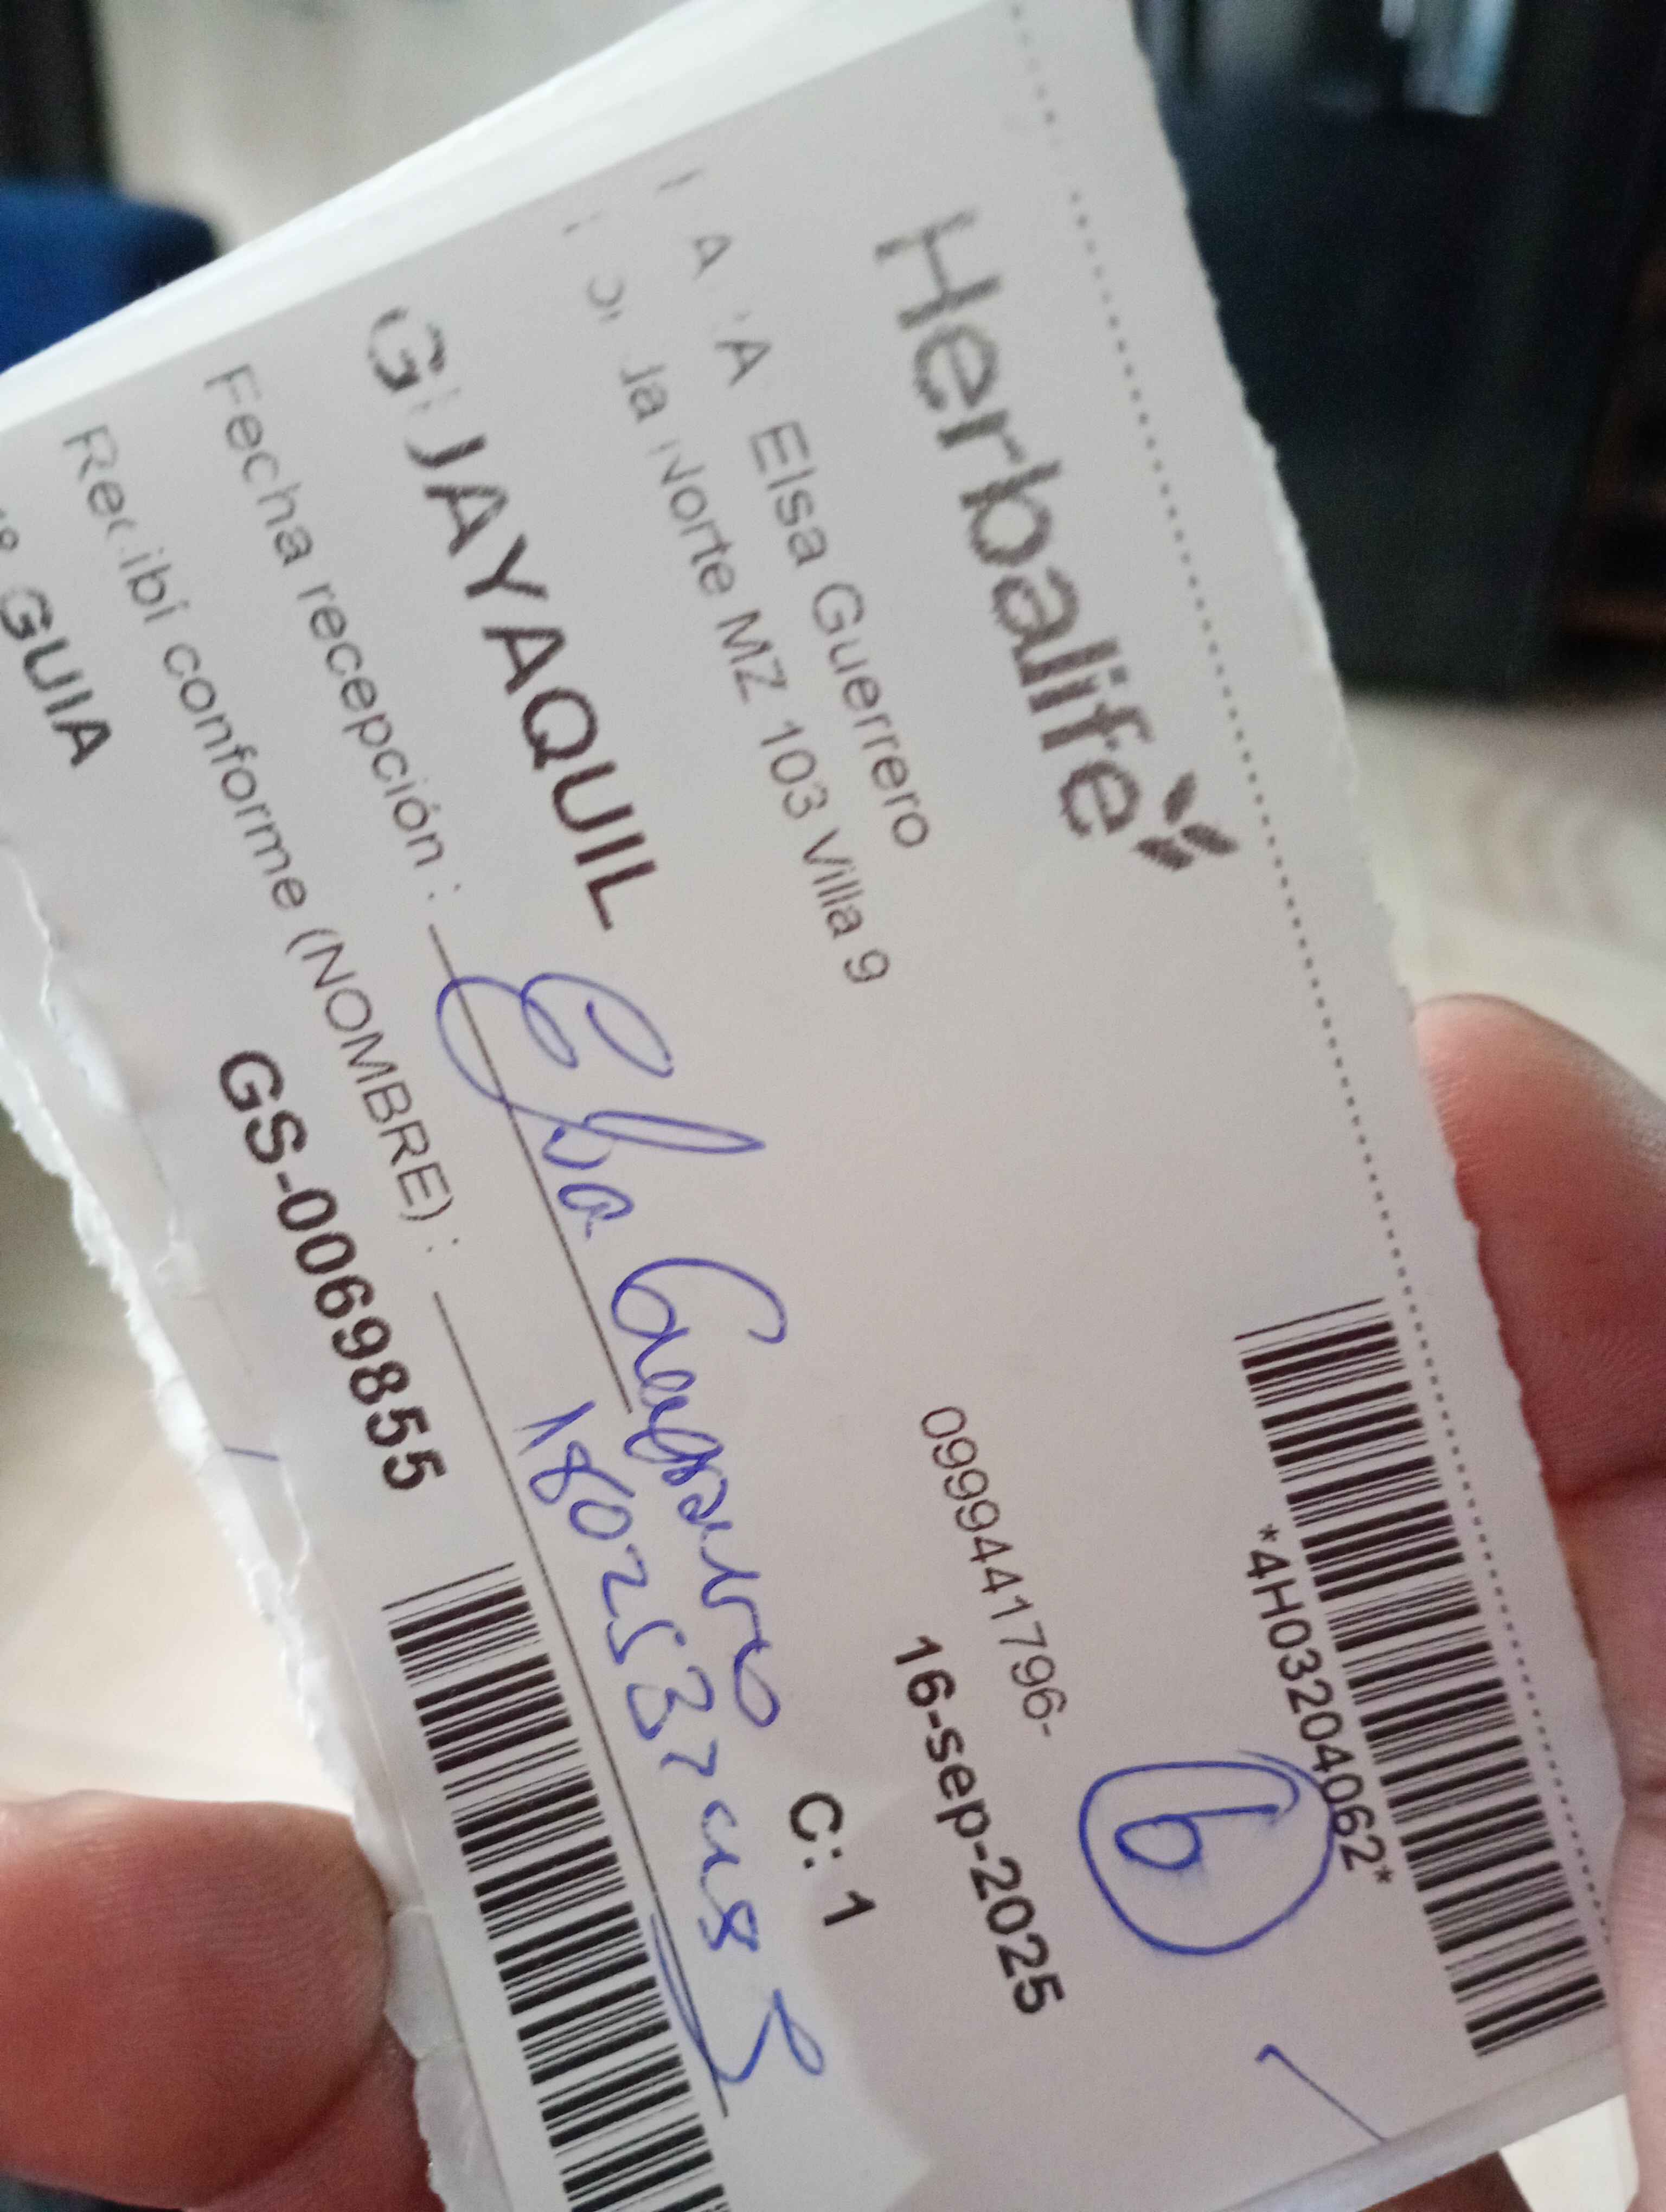 Herbalife
*4H03204062*
6
Elsa Guerrero
0999441796-
Norte MZ 103 Villa 9
16-sep-2025
GUAYAQUIL
C: 1
Fecha recepción :
Recibi conforme (NOMBRE) :
GUIA
GS-0069855